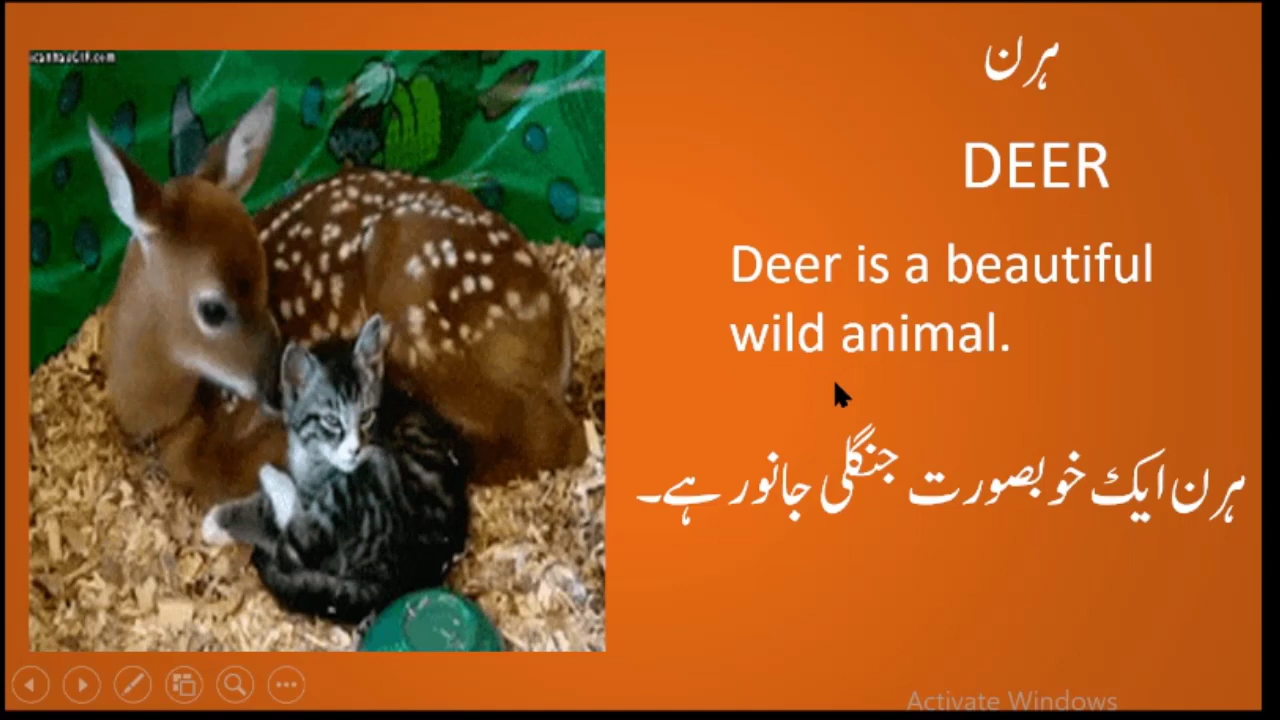 ہرن
DEER
Deer is a beautiful
wild animal.
ہرن ایک خوبصورت جنگلی جانور ہے۔
Activate Windows